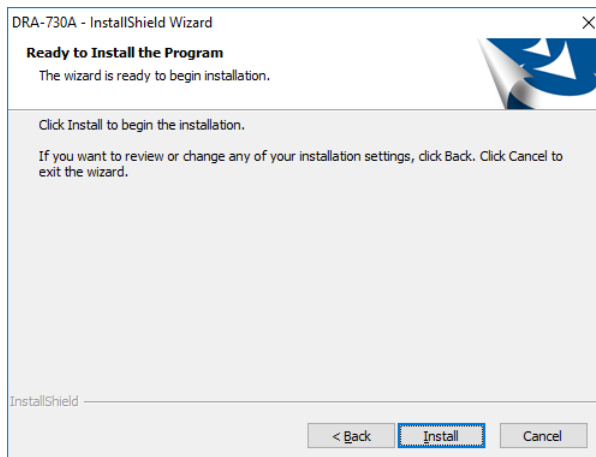 DRA-730A - InstallShield Wizard
Ready to Install the Program
The wizard is ready to begin installation.
Click Install to begin the installation.
If you want to review or change any of your installation settings, click Back. Click Cancel to
exit the wizard.
InstallShield
< Back
Install
Cancel